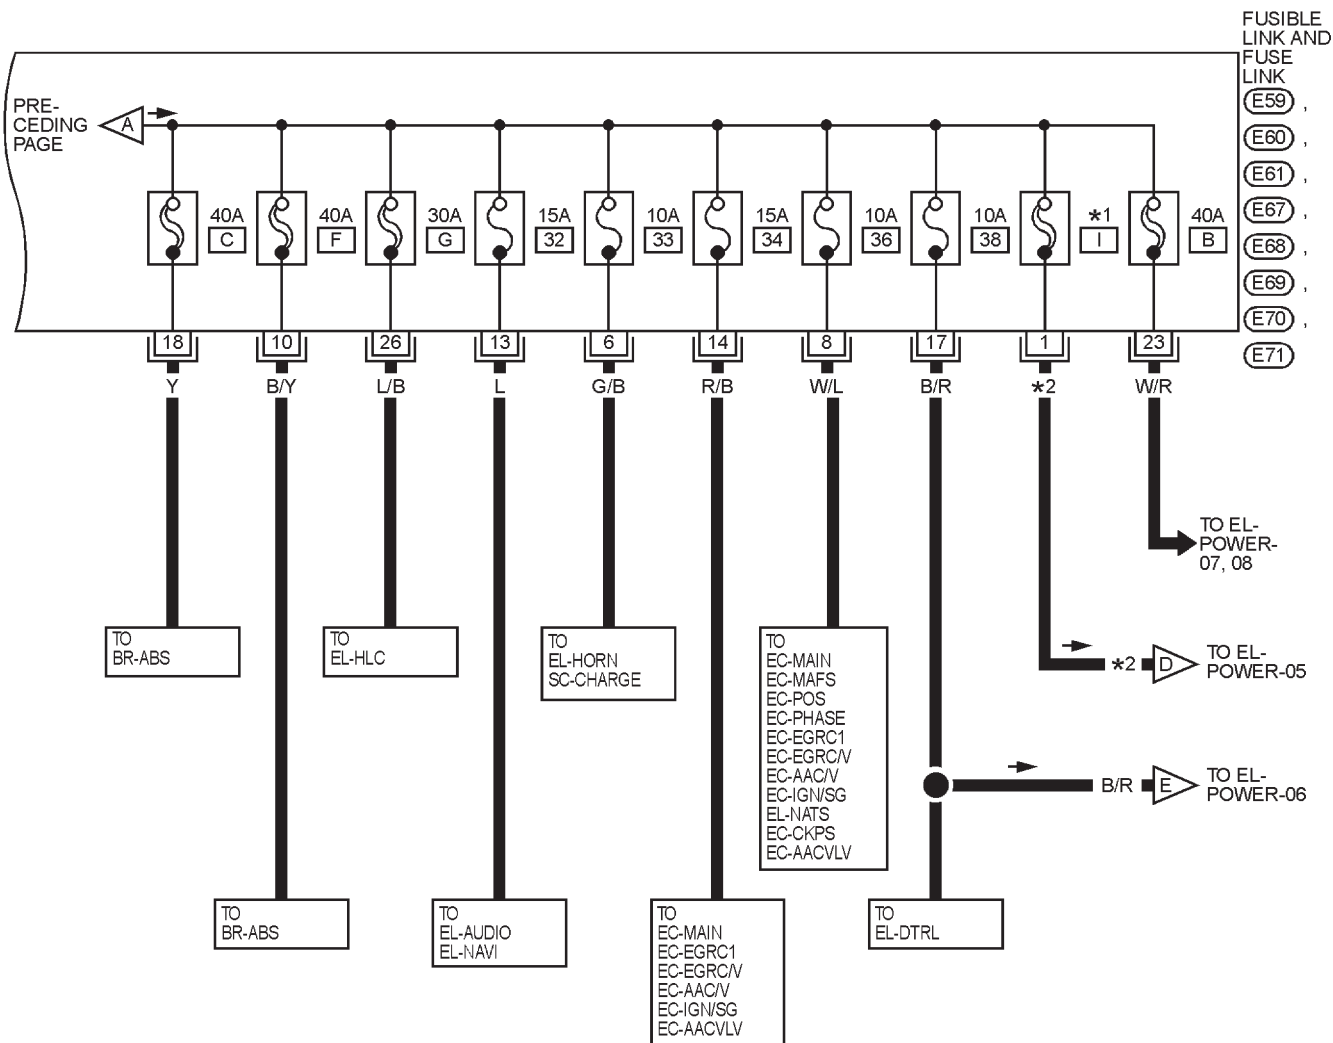 FUSIBLE
LINK AND
FUSE
LINK
E59 ,
E60 ,
E61 ,
E67 ,
E68 ,
E69 ,
E70 ,
E71
PRE-
CEDING
PAGE
A
40A
C
40A
F
30A
G
15A
32
10A
33
15A
34
10A
36
10A
38
*1
I
40A
B
18 10 26 13 6 14 8 17 1 23
Y B/Y L/B L G/B R/B W/L B/R *2 W/R
TO EL-
POWER-
07, 08
TO
BR-ABS
TO
EL-HLC
TO
EL-HORN
SC-CHARGE
TO
EC-MAIN
EC-MAFS
EC-POS
EC-PHASE
EC-EGRC1
EC-EGRC/V
EC-AAC/V
EC-IGN/SG
EL-NATS
EC-CKPS
EC-AACVLV
*2
D
TO EL-
POWER-05
B/R
E
TO EL-
POWER-06
TO
BR-ABS
TO
EL-AUDIO
EL-NAVI
TO
EC-MAIN
EC-EGRC1
EC-EGRC/V
EC-AAC/V
EC-IGN/SG
EC-AACVLV
TO
EL-DTRL